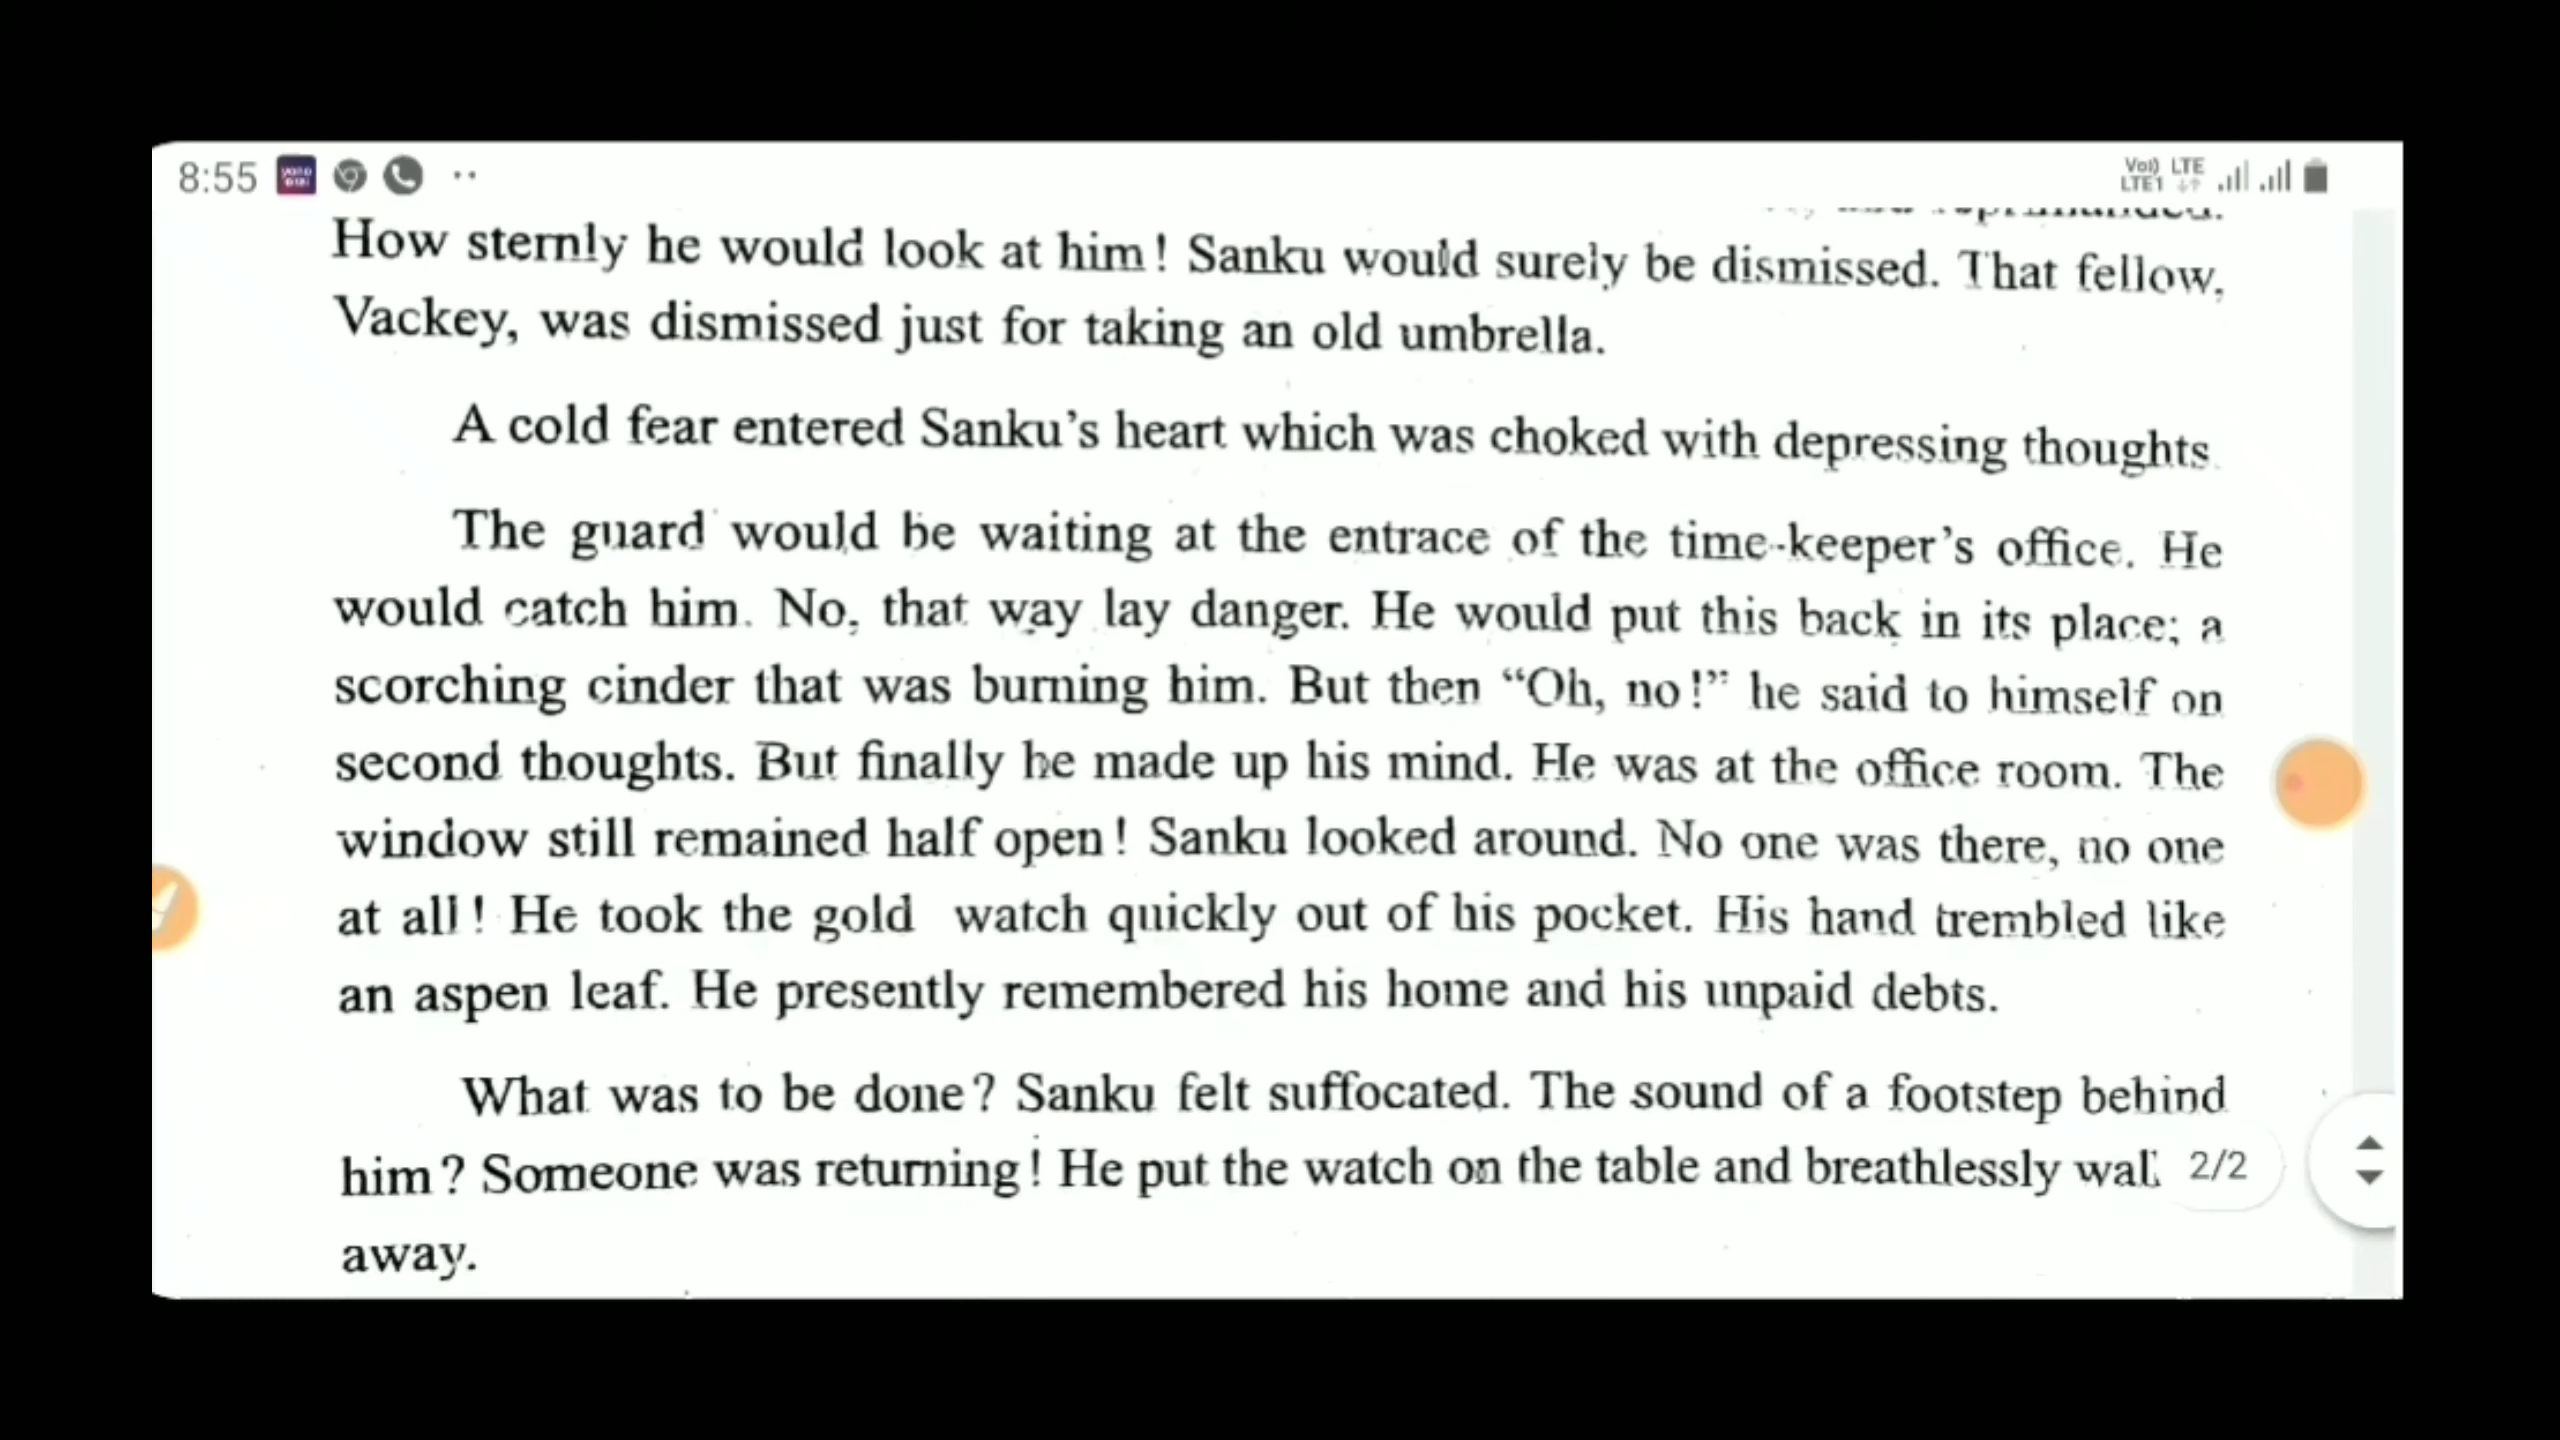 8:55
Vo)) LTE
LTE1
How sternly he would look at him! Sanku would surely be dismissed. That fellow,
Vackey, was dismissed just for taking an old umbrella.
A cold fear entered Sanku's heart which was choked with depressing thoughts
The guard would be waiting at the entrace of the time-keeper's office. He
would catch him. No, that way lay danger. He would put this back in its place; a
scorching cinder that was burning him. But then "Oh, no!" he said to himself on
second thoughts. But finally he made up his mind. He was at the office room. The
window still remained half open! Sanku looked around. No one was there, no one
at all! He took the gold watch quickly out of his pocket. His hand trembled like
an aspen leaf. He presently remembered his home and his unpaid debts.
What was to be done? Sanku felt suffocated. The sound of a footstep behind
him? Someone was returning! He put the watch on the table and breathlessly
2/2
away.